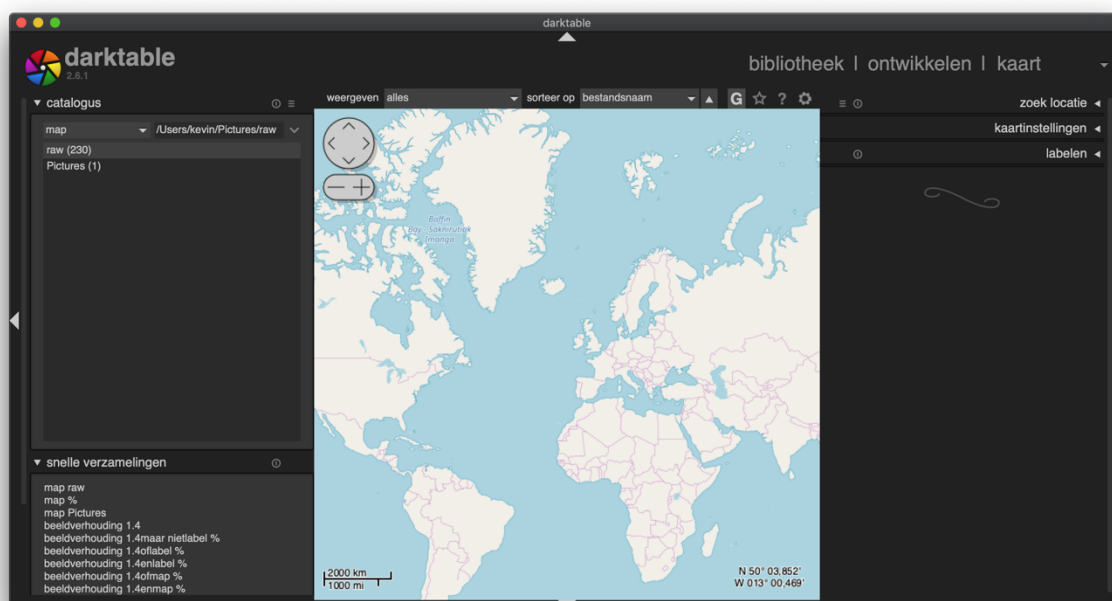 darktable
darktable
2.6.1
bibliotheek | ontwikkelen | kaart
catalogus
map /Users/kevin/Pictures/raw
raw (230)
Pictures (1)
snelle verzamelingen
map raw
map %
map Pictures
beeldverhouding 1.4
beeldverhouding 1.4maar nietlabel %
beeldverhouding 1.4oflabel %
beeldverhouding 1.4enlabel %
beeldverhouding 1.4ofmap %
beeldverhouding 1.4enmap %
weergeven alles sorteer op bestandsnaam G ?
Baffin
Bay - Saknirutiak
Imanga
2000 km
1000 mi
N 50° 03,852'
W 013° 00,469'
zoek locatie
kaartinstellingen
labelen